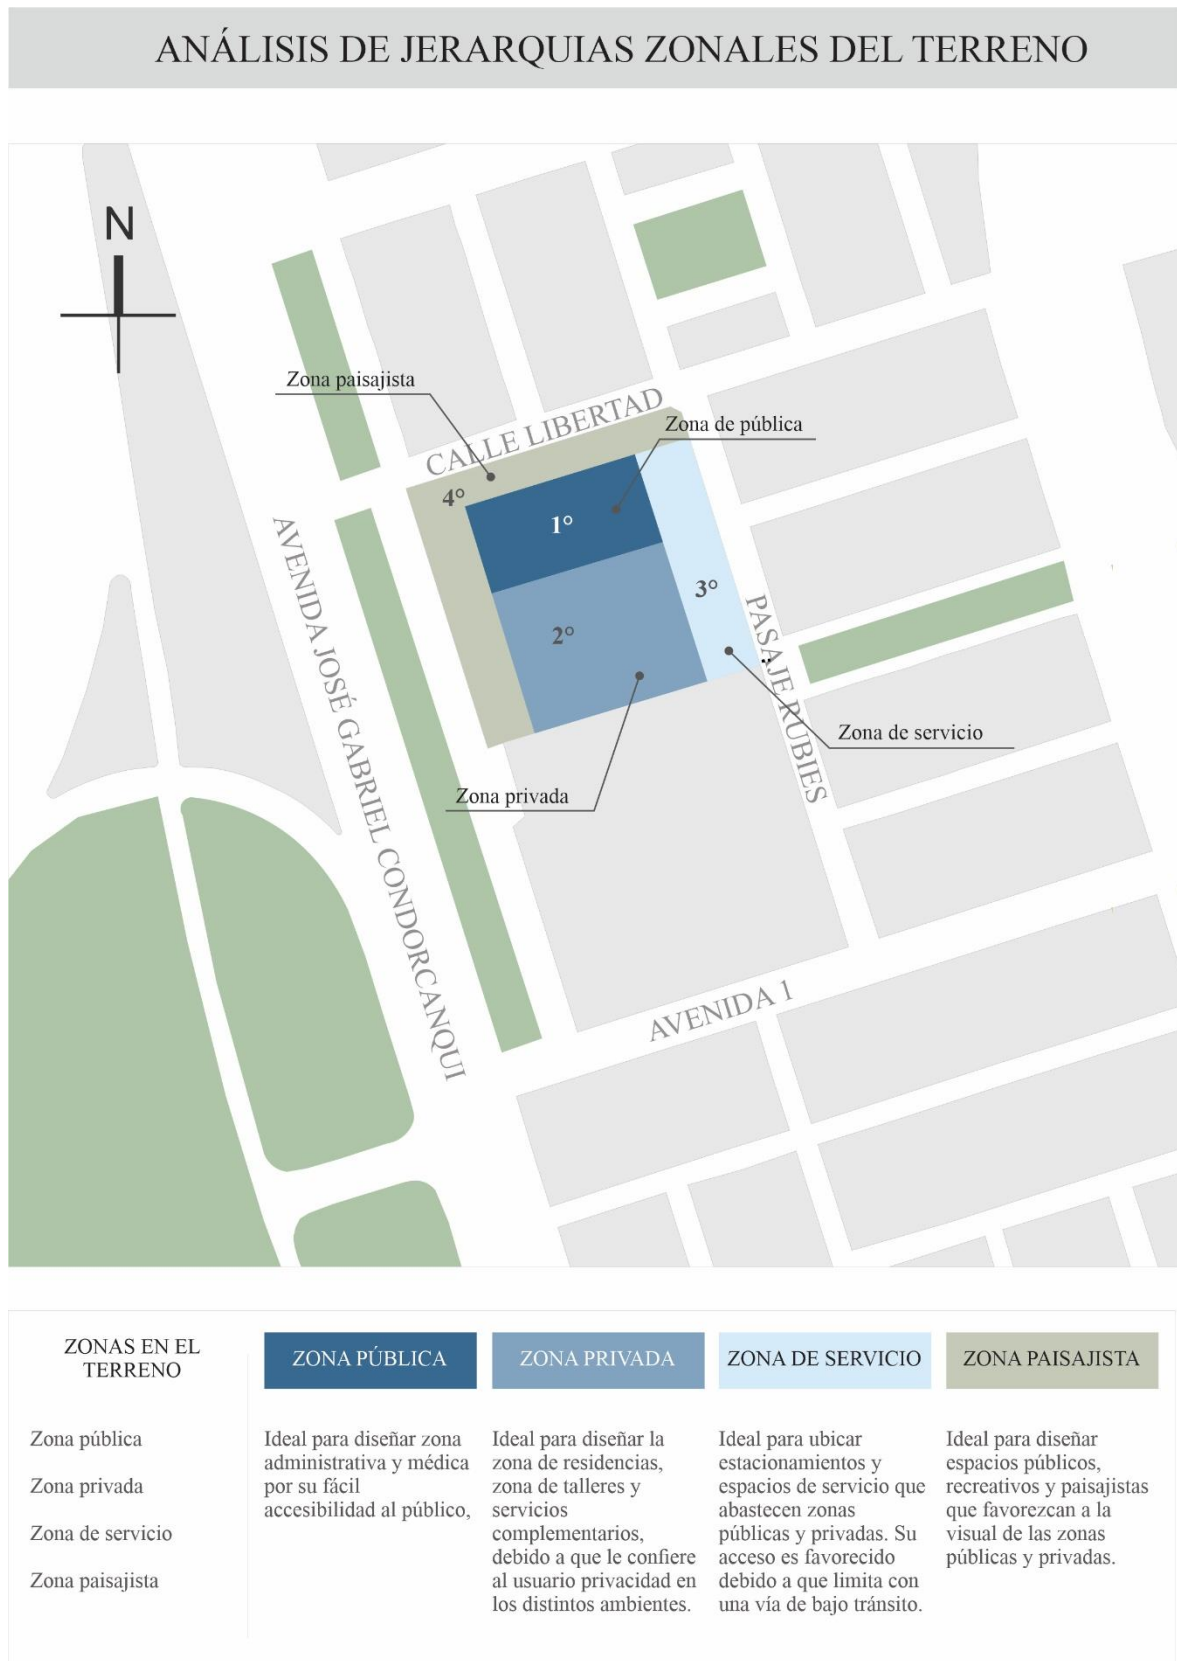 ANÁLISIS DE JERARQUIAS ZONALES DEL TERRENO
N
Zona paisajista
CALLE LIBERTAD
Zona de pública
4°
1°
AVENIDA JOSÉ GABRIEL CONDORCANQUI
3°
PASAJE RUBIES
2°
Zona de servicio
Zona privada
AVENIDA 1
ZONAS EN EL
TERRENO
Zona pública
Zona privada
Zona de servicio
Zona paisajista
ZONA PÚBLICA
Ideal para diseñar zona
administrativa y médica
por su fácil
accesibilidad al público,
ZONA PRIVADA
Ideal para diseñar la
zona de residencias,
zona de talleres y
servicios
complementarios,
debido a que le confiere
al usuario privacidad en
los distintos ambientes.
ZONA DE SERVICIO
Ideal para ubicar
estacionamientos y
espacios de servicio que
abastecen zonas
públicas y privadas. Su
acceso es favorecido
debido a que limita con
una vía de bajo tránsito.
ZONA PAISAJISTA
Ideal para diseñar
espacios públicos,
recreativos y paisajistas
que favorezcan a la
visual de las zonas
públicas y privadas.